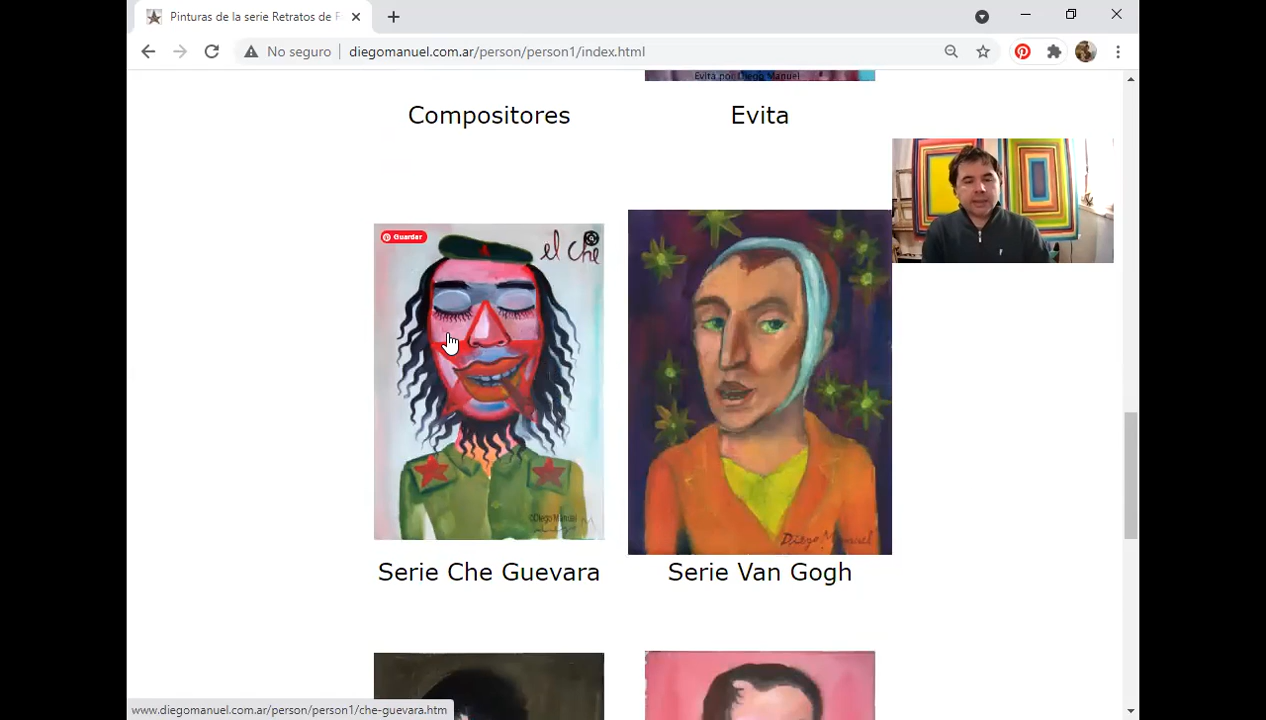 Pinturas de la serie Retratos de F
No seguro
diegomanuel.com.ar/person/person1/index.html
Evita por Diego Manuel
Compositores
Evita
Guardar
el che
©Diego Manuel
Diego Manuel
Serie Che Guevara
Serie Van Gogh
www.diegomanuel.com.ar/person/person1/che-guevara.htm